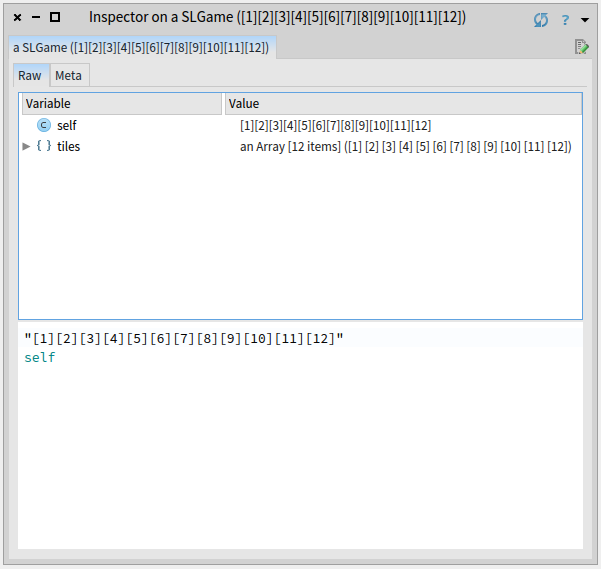 Inspector on a SLGame ([1][2][3][4][5][6][7][8][9][10][11][12])
?
a SLGame ([1][2][3][4][5][6][7][8][9][10][11][12])
Raw Meta
Variable Value
C self [1][2][3][4][5][6][7][8][9][10][11][12]
{ } tiles an Array [12 items] ([1] [2] [3] [4] [5] [6] [7] [8] [9] [10] [11] [12])
"[1][2][3][4][5][6][7][8][9][10][11][12]"
self